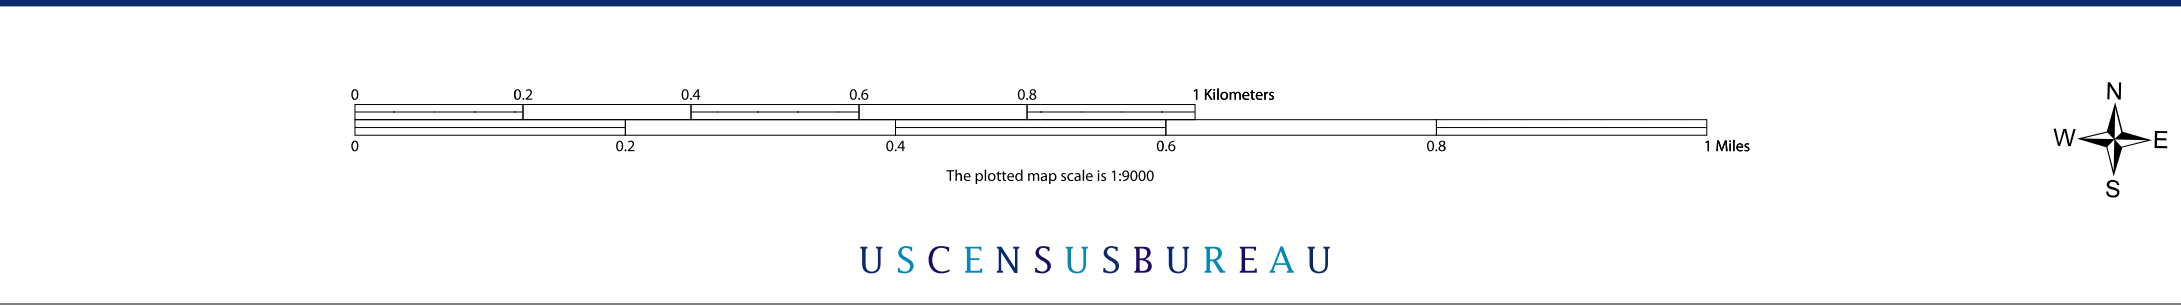 0 0.2 0.4 0.6 0.8 1 Kilometers
0 0.2 0.4 0.6 0.8 1 Miles
The plotted map scale is 1:9000
N
W E
S
USCENSUSBUREAU